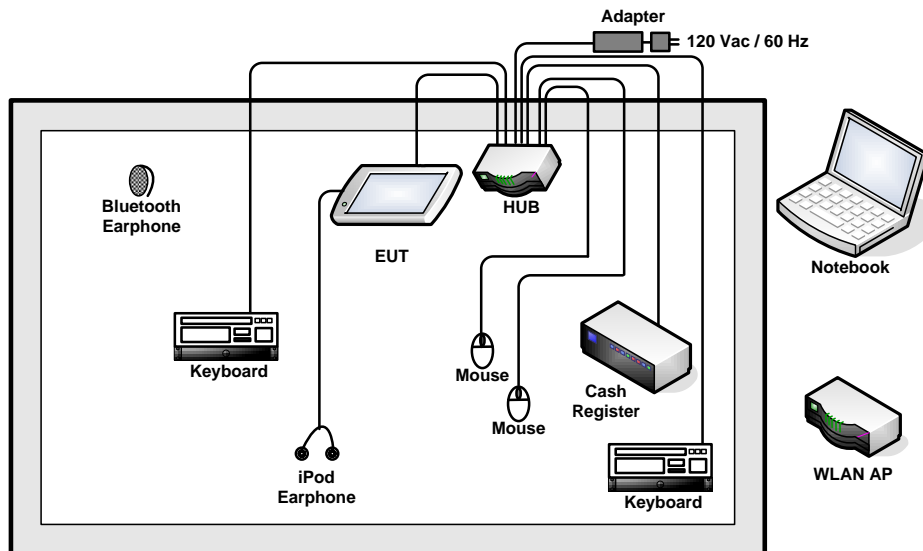 Adapter
120 Vac / 60 Hz
Bluetooth
Earphone
HUB
EUT
Notebook
Keyboard
Mouse
Cash
Register
Mouse
iPod
Earphone
Keyboard
WLAN AP